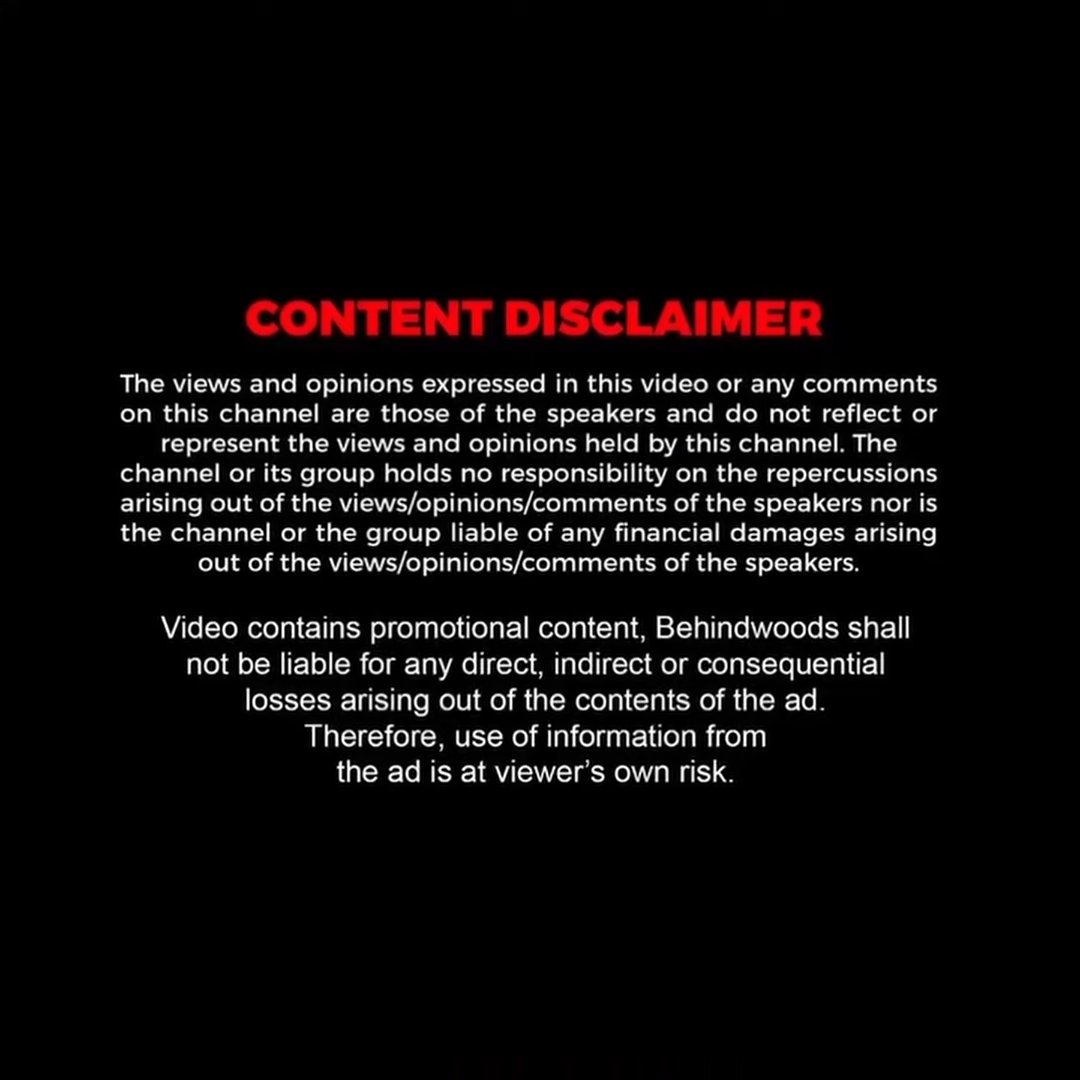 CONTENT DISCLAIMER
The views and opinions expressed in this video or any comments
on this channel are those of the speakers and do not reflect or
represent the views and opinions held by this channel. The
channel or its group holds no responsibility on the repercussions
arising out of the views/opinions/comments of the speakers nor is
the channel or the group liable of any financial damages arising
out of the views/opinions/comments of the speakers.
Video contains promotional content, Behindwoods shall
not be liable for any direct, indirect or consequential
losses arising out of the contents of the ad.
Therefore, use of information from
the ad is at viewer’s own risk.